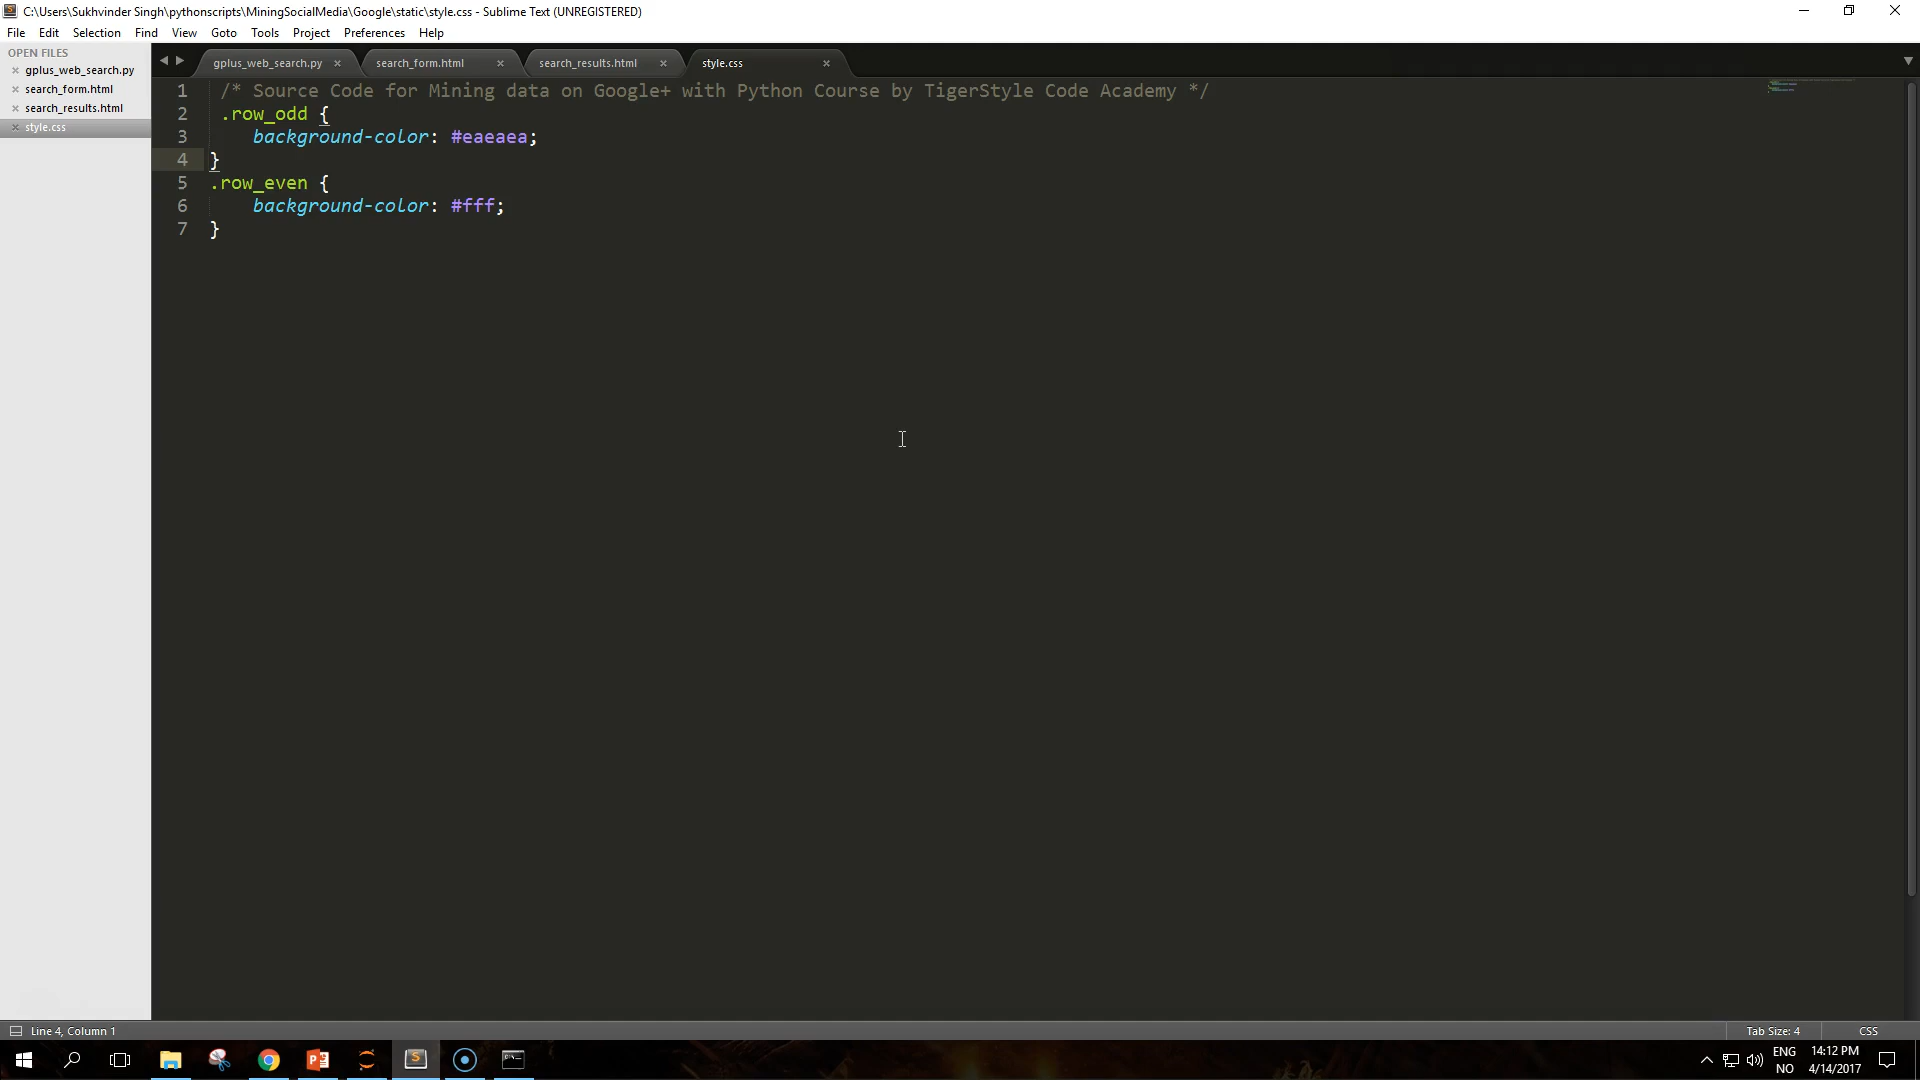 C:\Users\Sukhvinder Singh\pythonscripts\MiningSocialMedia\Google\static\style.css - Sublime Text (UNREGISTERED)
File Edit Selection Find View Goto Tools Project Preferences Help
OPEN FILES
gplus_web_search.py
search_form.html
search_results.html
style.css
gplus_web_search.py search_form.html search_results.html style.css
1 /* Source Code for Mining data on Google+ with Python Course by TigerStyle Code Academy */
2 .row_odd {
3 background-color: #eaeaea;
4 }
5 .row_even {
6 background-color: #fff;
7 }
Line 4, Column 1 Tab Size: 4 CSS
ENG 14:12 PM
NO 4/14/2017